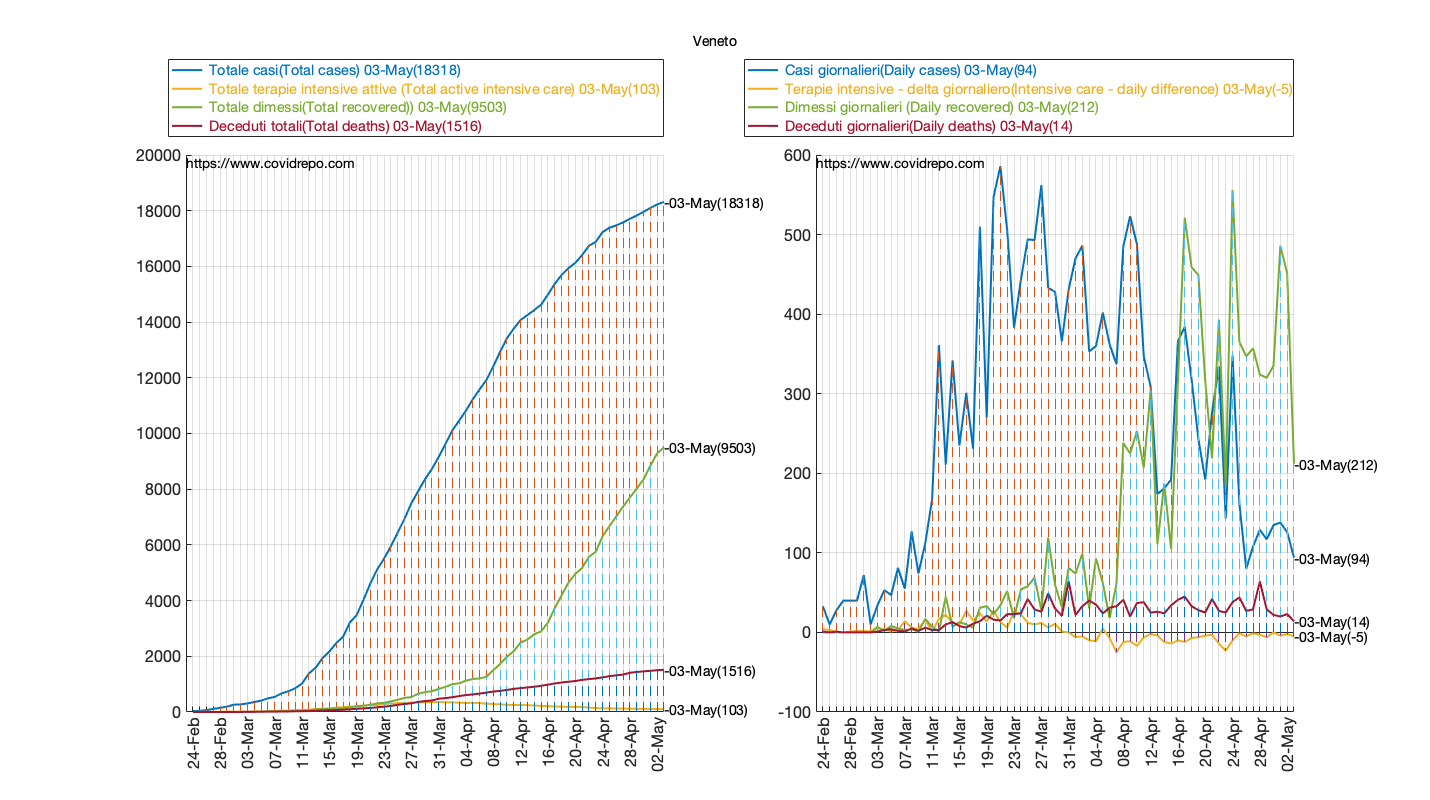 Veneto
Totale casi(Total cases) 03-May(18318)
Totale terapie intensive attive (Total active intensive care) 03-May(103)
Totale dimessi(Total recovered)) 03-May(9503)
Deceduti totali(Total deaths) 03-May(1516)
https://www.covidrepo.com
20000
18000
16000
14000
12000
10000
8000
6000
4000
2000
0
-03-May(18318)
-03-May(9503)
-03-May(1516)
-03-May(103)
24-Feb
28-Feb
03-Mar
07-Mar
11-Mar
15-Mar
19-Mar
23-Mar
27-Mar
31-Mar
04-Apr
08-Apr
12-Apr
16-Apr
20-Apr
24-Apr
28-Apr
02-May
Casi giornalieri(Daily cases) 03-May(94)
Terapie intensive - delta giornaliero(Intensive care - daily difference) 03-May(-5)
Dimessi giornalieri (Daily recovered) 03-May(212)
Deceduti giornalieri(Daily deaths) 03-May(14)
https://www.covidrepo.com
600
500
400
300
200
100
0
-100
-03-May(212)
-03-May(94)
-03-May(14)
-03-May(-5)
24-Feb
28-Feb
03-Mar
07-Mar
11-Mar
15-Mar
19-Mar
23-Mar
27-Mar
31-Mar
04-Apr
08-Apr
12-Apr
16-Apr
20-Apr
24-Apr
28-Apr
02-May